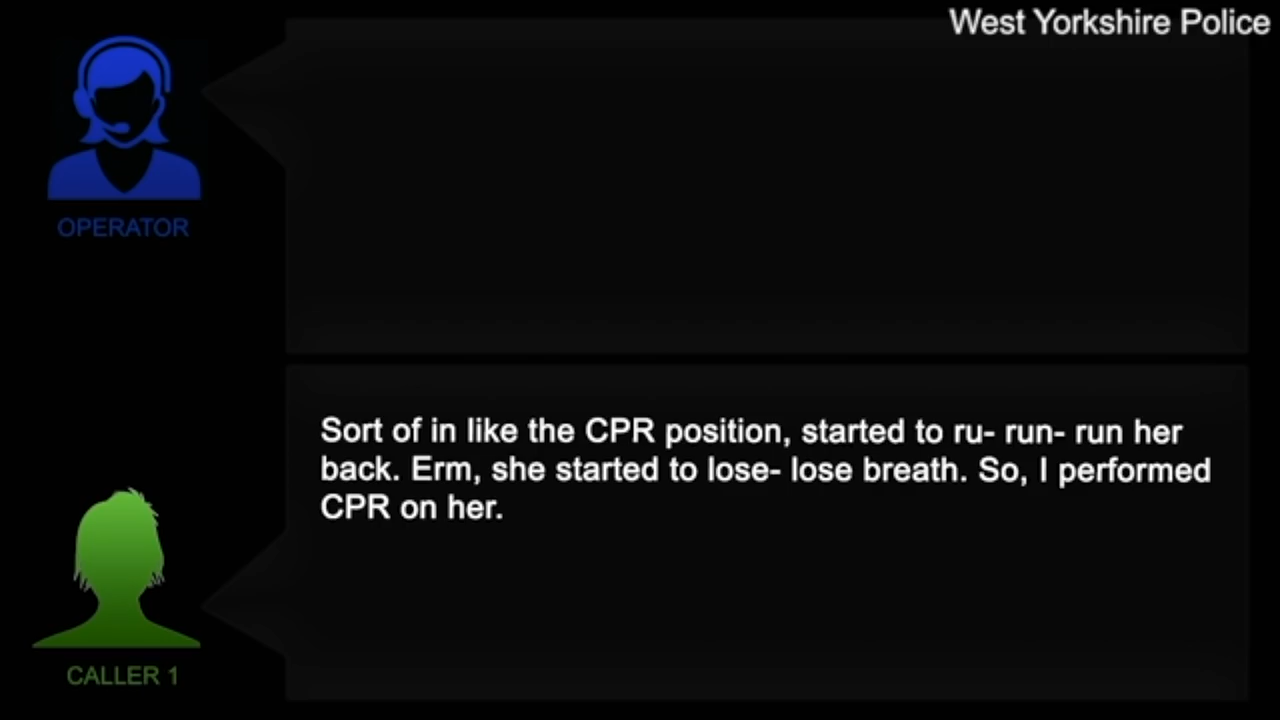 West Yorkshire Police
OPERATOR
Sort of in like the CPR position, started to ru- run- run her
back. Erm, she started to lose- lose breath. So, I performed
CPR on her.
CALLER 1